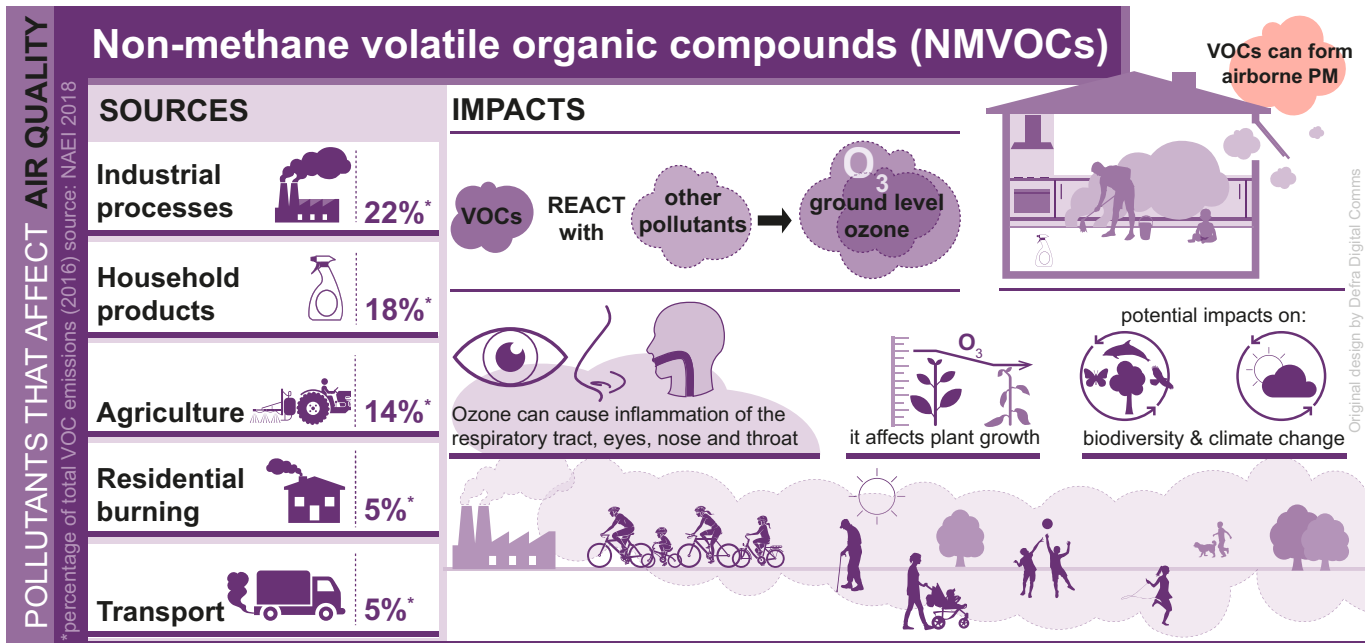 POLLUTANTS THAT AFFECT AIR QUALITY
*percentage of total VOC emissions (2016) source: NAEI 2018
Non-methane volatile organic compounds (NMVOCs)
SOURCES
Industrial
processes
22%*
Household
products
18%*
Agriculture
14%*
Residential
burning
5%*
Transport
5%*
IMPACTS
VOCs
REACT
with
other
pollutants
O3
ground level
ozone
VOCs can form
airborne PM
Ozone can cause inflammation of the
respiratory tract, eyes, nose and throat
O3
it affects plant growth
potential impacts on:
biodiversity & climate change
Original design by Defra Digital Comms